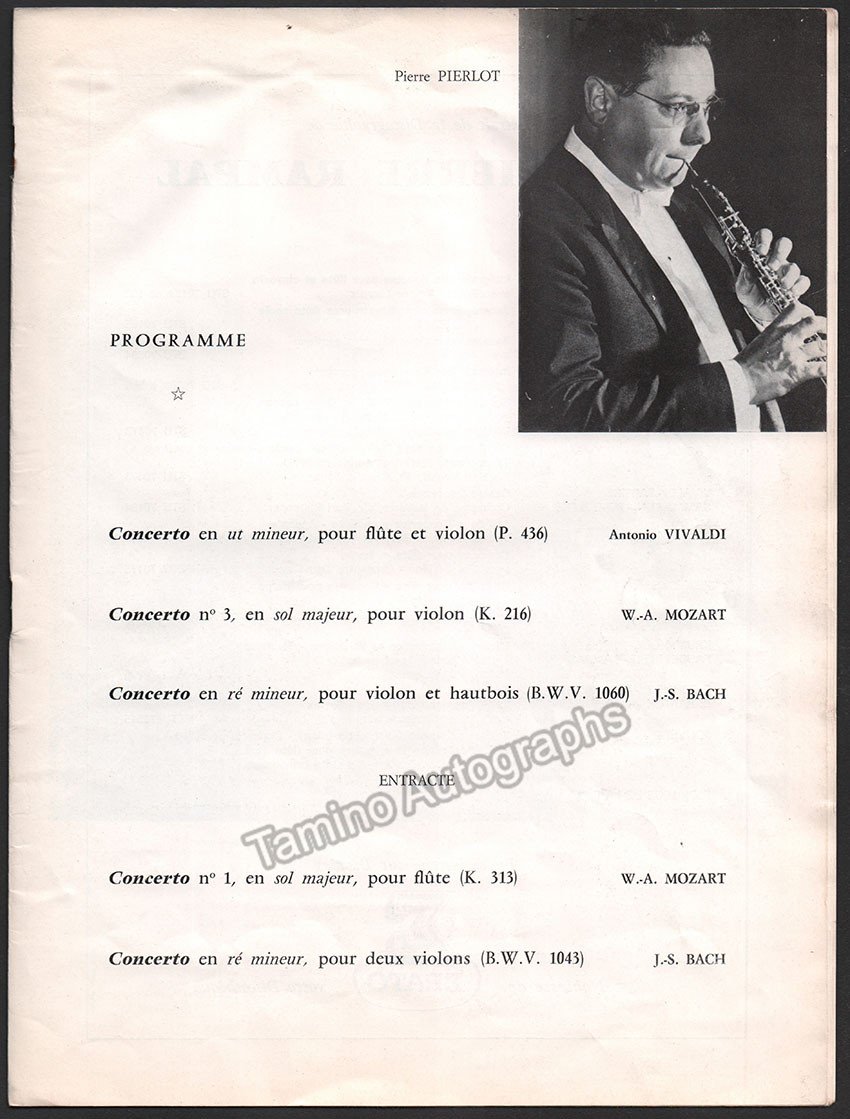 Pierre PIERLOT
PROGRAMME
☆
Concerto en ut mineur, pour flûte et violon (P. 436) Antonio VIVALDI
Concerto nº 3, en sol majeur, pour violon (K. 216) W.-A. MOZART
Concerto en ré mineur, pour violon et hautbois (B.W.V. 1060) J.-S. BACH
ENTRACTE
Tamino Autographs
Concerto nº 1, en sol majeur, pour flûte (K. 313) W.-A. MOZART
Concerto en ré mineur, pour deux violons (B.W.V. 1043) J.-S. BACH